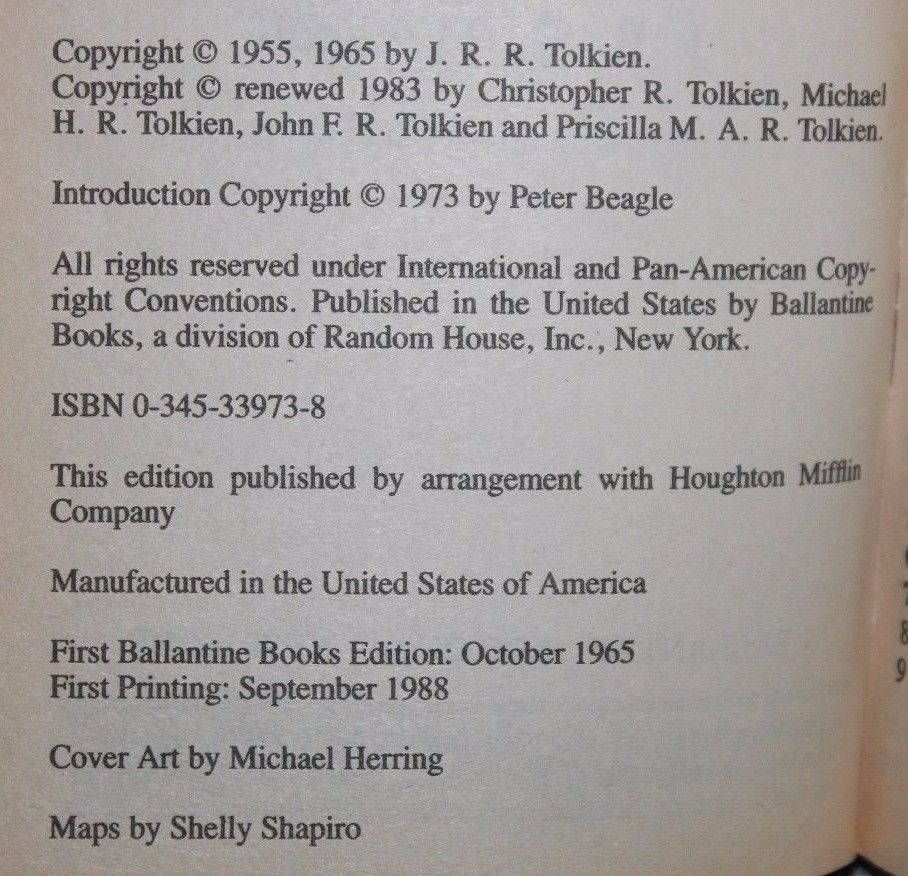 Copyright © 1955, 1965 by J. R. R. Tolkien.
Copyright © renewed 1983 by Christopher R. Tolkien, Michael
H. R. Tolkien, John F. R. Tolkien and Priscilla M. A. R. Tolkien.
Introduction Copyright © 1973 by Peter Beagle
All rights reserved under International and Pan-American Copy-
right Conventions. Published in the United States by Ballantine
Books, a division of Random House, Inc., New York.
ISBN 0-345-33973-8
This edition published by arrangement with Houghton Mifflin
Company
Manufactured in the United States of America
First Ballantine Books Edition: October 1965
First Printing: September 1988
Cover Art by Michael Herring
Maps by Shelly Shapiro
7
8
9